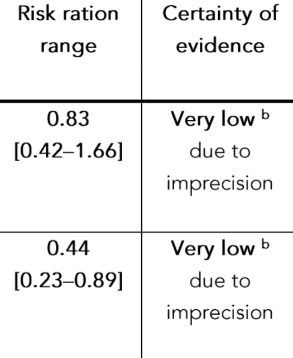 Risk ration
range
Certainty of
evidence
0.83
[0.42–1.66]
Very low b
due to
imprecision
0.44
[0.23–0.89]
Very low b
due to
imprecision